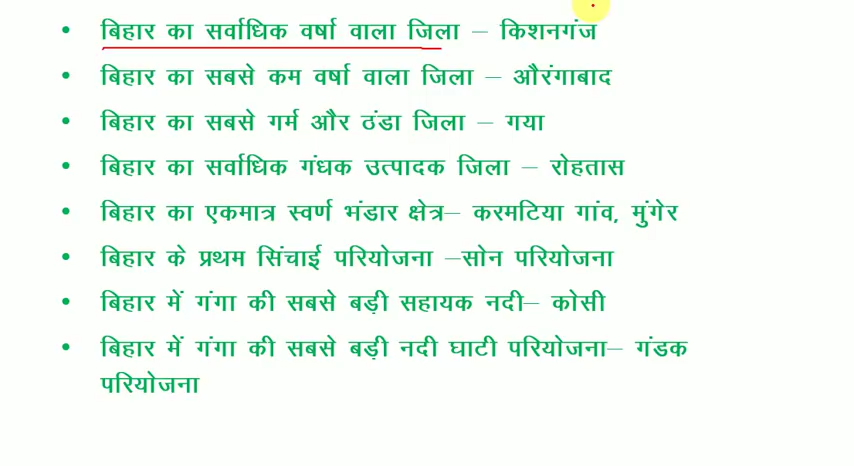 • बिहार का सर्वाधिक वर्षा वाला जिला – किशनगंज
• बिहार का सबसे कम वर्षा वाला जिला – औरंगाबाद
• बिहार का सबसे गर्म और ठंडा जिला – गया
• बिहार का सर्वाधिक गंधक उत्पादक जिला – रोहतास
• बिहार का एकमात्र स्वर्ण भंडार क्षेत्र– करमटिया गांव, मुंगेर
• बिहार के प्रथम सिंचाई परियोजना –सोन परियोजना
• बिहार में गंगा की सबसे बड़ी सहायक नदी– कोसी
• बिहार में गंगा की सबसे बड़ी नदी घाटी परियोजना– गंडक
परियोजना